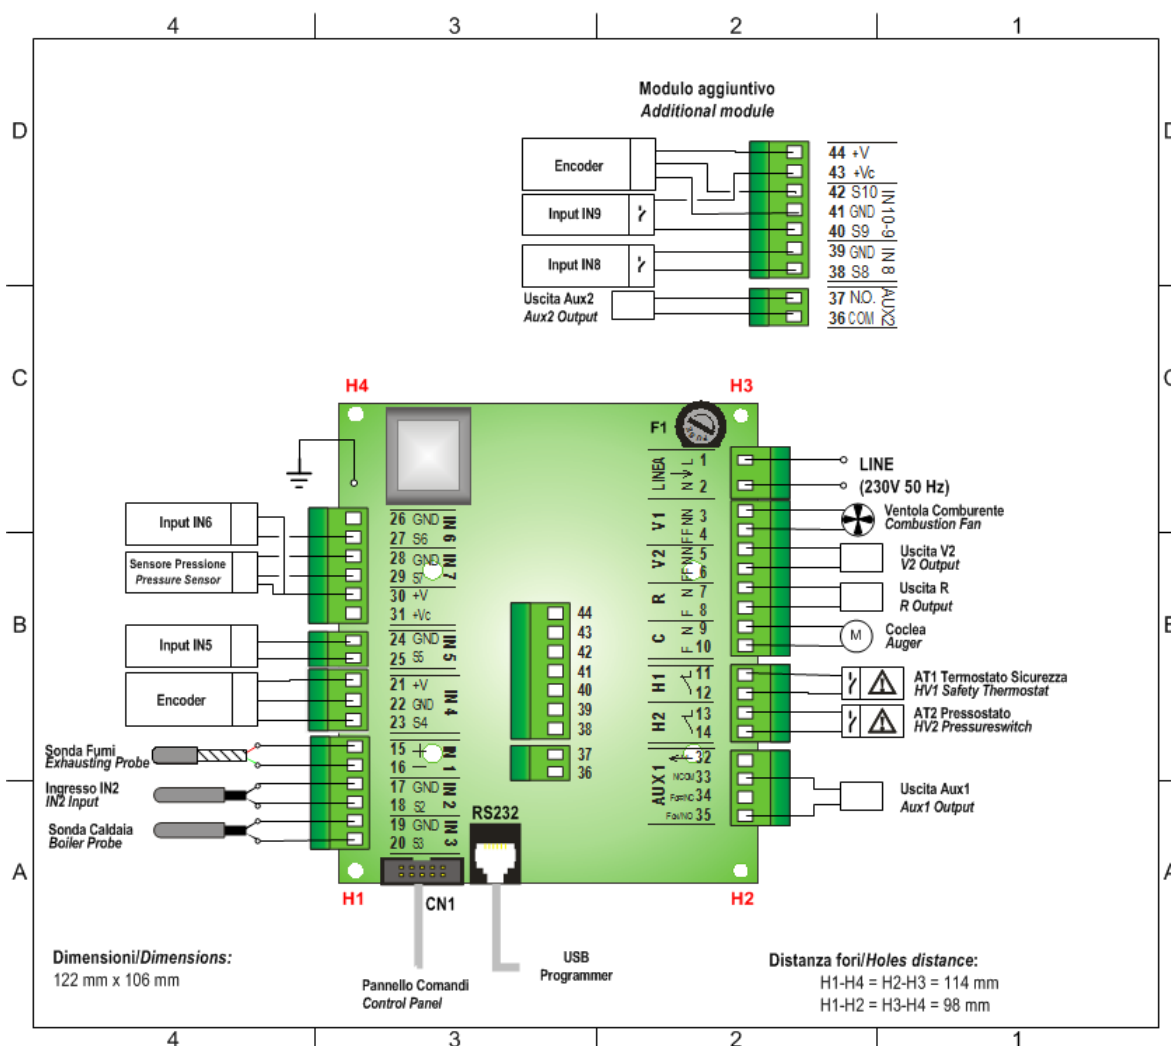 4 3 2 1
D
D
C
C
B
B
A
A
Modulo aggiuntivo
Additional module
Encoder
Input IN9
Input IN8
Uscita Aux2
Aux2 Output
44 +V
43 +Vc
42 S10
41 GND
40 S9
IN10-9
39 GND
38 S8
IN 8
37 N.O.
36 COM
AUX2
H4
H3
F1
Input IN6
Sensore Pressione
Pressure Sensor
Input IN5
Encoder
Sonda Fumi
Exhausting Probe
Ingresso IN2
IN2 Input
Sonda Caldaia
Boiler Probe
26 GND
27 S6
IN 6
28 GND
29 S7
IN 7
30 +V
31 +Vc
24 GND
25 S5
IN 5
21 +V
22 GND
23 S4
IN 4
15 +
16 −
IN 1
17 GND
18 S2
IN 2
19 GND
20 S3
IN 3
44
43
42
41
40
39
38
37
36
LINEA
L 1
N 2
V1
N 3
F 4
V2
N 5
F 6
R
N 7
F 8
C
N 9
F 10
H1
11
12
H2
13
14
AUX1
32
33
34
35
LINE
(230V 50 Hz)
Ventola Comburente
Combustion Fan
Uscita V2
V2 Output
Uscita R
R Output
M
Coclea
Auger
AT1 Termostato Sicurezza
HV1 Safety Thermostat
AT2 Pressostato
HV2 Pressureswitch
Uscita Aux1
Aux1 Output
RS232
H1
CN1
H2
Pannello Comandi
Control Panel
USB
Programmer
Dimensioni/Dimensions:
122 mm x 106 mm
Distanza fori/Holes distance:
H1-H4 = H2-H3 = 114 mm
H1-H2 = H3-H4 = 98 mm
4 3 2 1